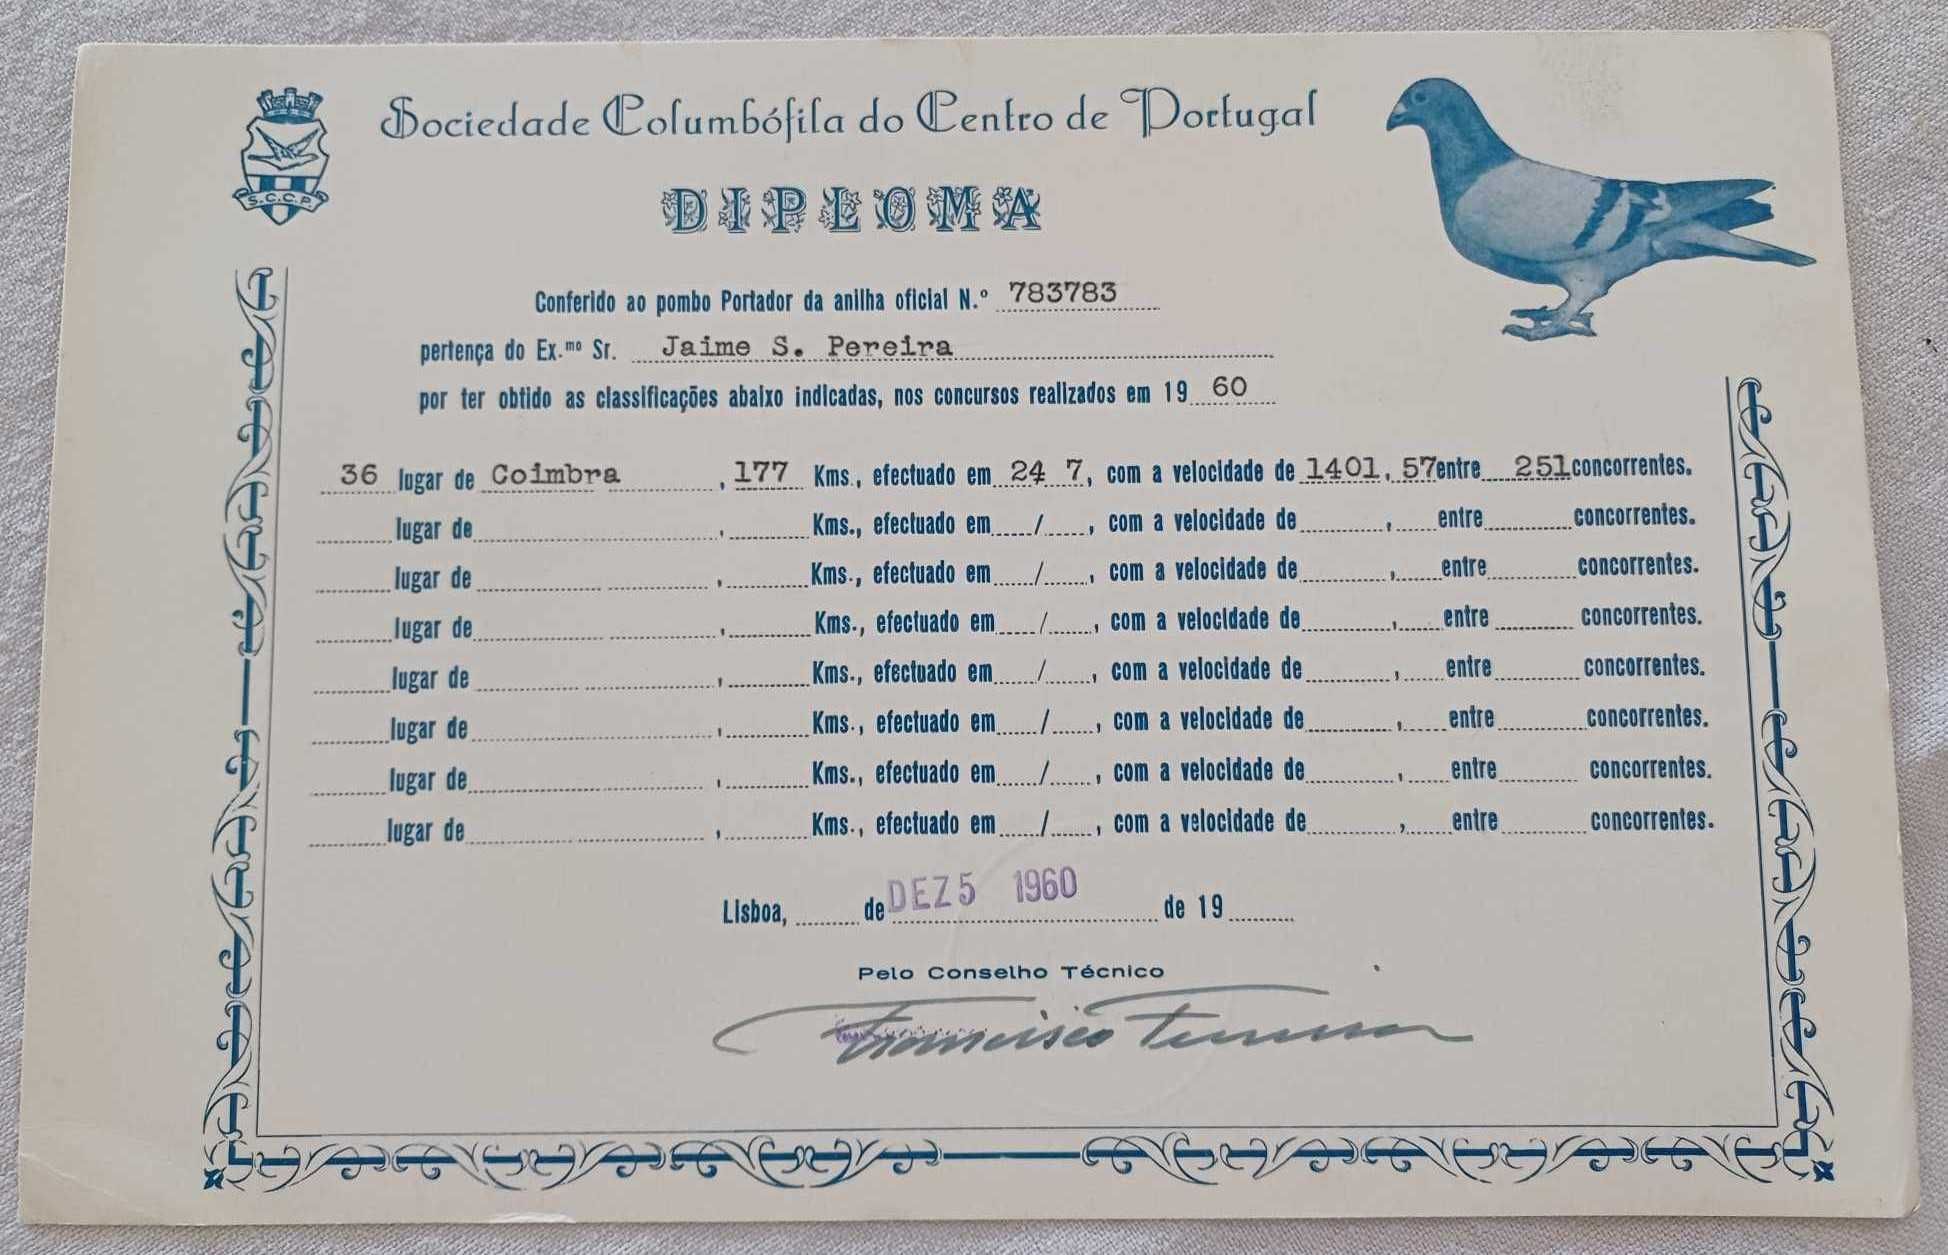 Sociedade Columbófila do Centro de Portugal
S.C.C.P.
DIPLOMA
Conferido ao pombo Portador da anilha oficial N.º 783783
pertença do Ex.mo Sr. Jaime S. Pereira
por ter obtido as classificações abaixo indicadas, nos concursos realizados em 19 60
36 lugar de Coimbra, 177 Kms., efectuado em 24 7, com a velocidade de 1401, 57 entre 251 concorrentes.
lugar de , Kms., efectuado em / , com a velocidade de , entre concorrentes.
lugar de , Kms., efectuado em / , com a velocidade de , entre concorrentes.
lugar de , Kms., efectuado em / , com a velocidade de , entre concorrentes.
lugar de , Kms., efectuado em / , com a velocidade de , entre concorrentes.
lugar de , Kms., efectuado em / , com a velocidade de , entre concorrentes.
lugar de , Kms., efectuado em / , com a velocidade de , entre concorrentes.
lugar de , Kms., efectuado em / , com a velocidade de , entre concorrentes.
Lisboa, de DEZ 5 1960 de 19
Pelo Conselho Técnico
Francisco